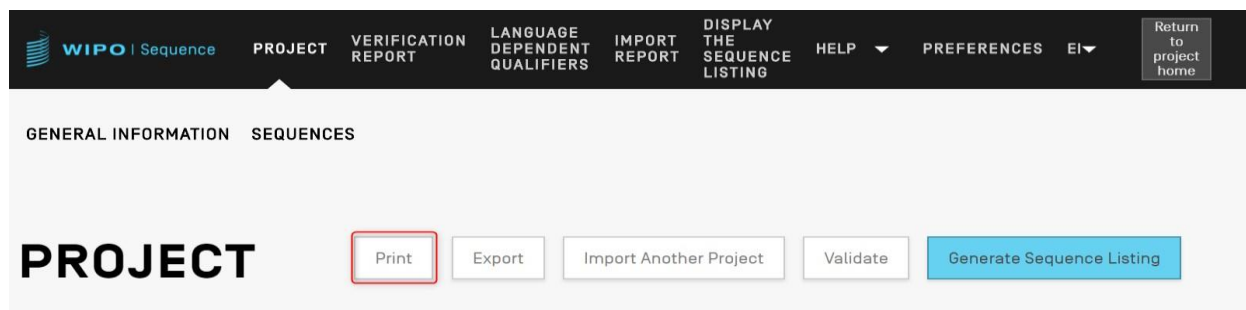 WIPO | Sequence
PROJECT
VERIFICATION
REPORT
LANGUAGE
DEPENDENT
QUALIFIERS
IMPORT
REPORT
DISPLAY
THE
SEQUENCE
LISTING
HELP
PREFERENCES
EI
Return
to
project
home
GENERAL INFORMATION SEQUENCES
PROJECT
Print
Export
Import Another Project
Validate
Generate Sequence Listing